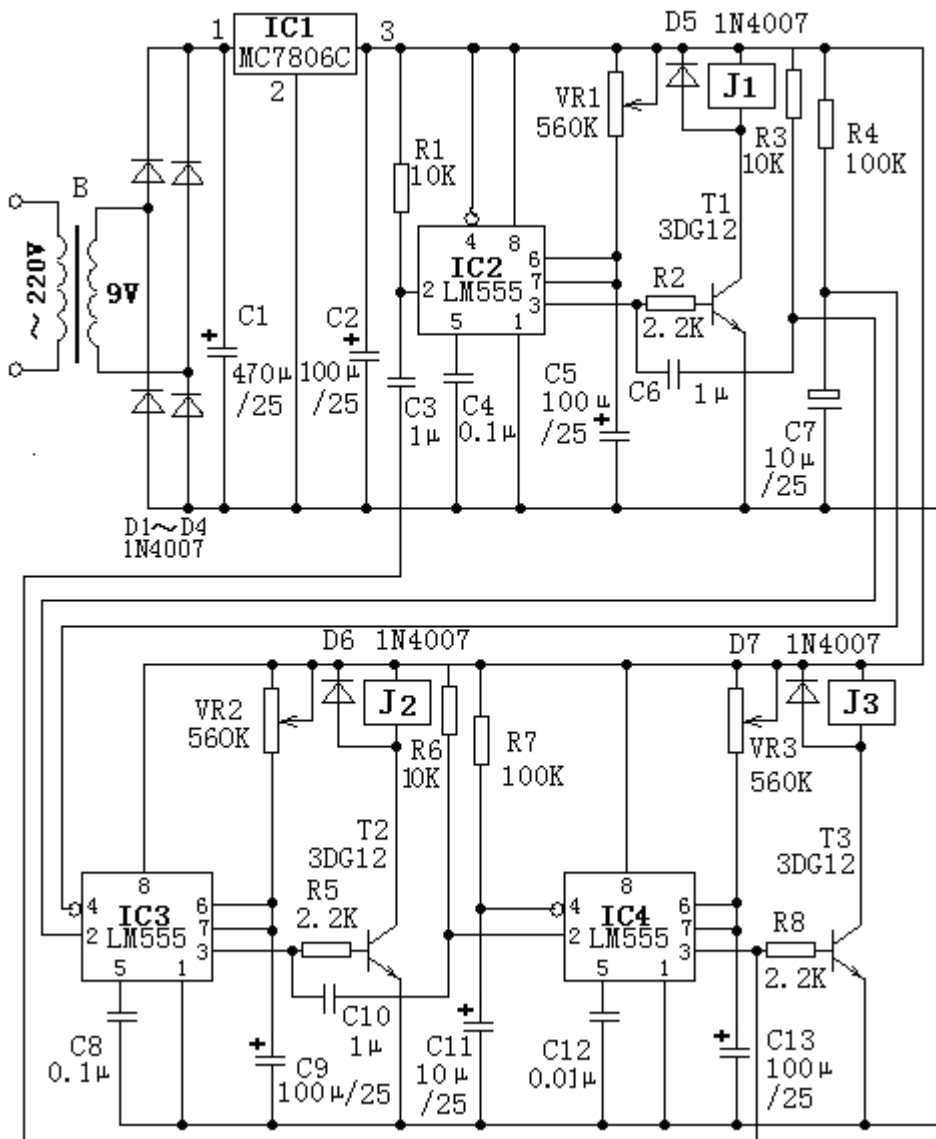 D5 1N4007
1 IC1 3
MC7806C
2
J1
VR1
560K
R3
10K
R4
100K
R1
10K
B
~220V
9V
T1
3DG12
4 8
IC2
LM555
2
6
7
3
5 1
R2
2.2K
C1
470μ
/25
C2
100μ
/25
C3
1μ
C4
0.1μ
C5
100μ
/25
C6 1μ
C7
10μ
/25
D1~D4
1N4007
D6 1N4007
D7 1N4007
VR2
560K
J2
R6
10K
R7
100K
VR3
560K
J3
T2
3DG12
T3
3DG12
8
4
IC3
2 LM555
6
7
3
5 1
R5
2.2K
8
4
IC4
2 LM555
6
7
3
5 1
R8
2.2K
C8
0.1μ
C9
100μ/25
C10
1μ
C11
10μ
/25
C12
0.01μ
C13
100μ
/25